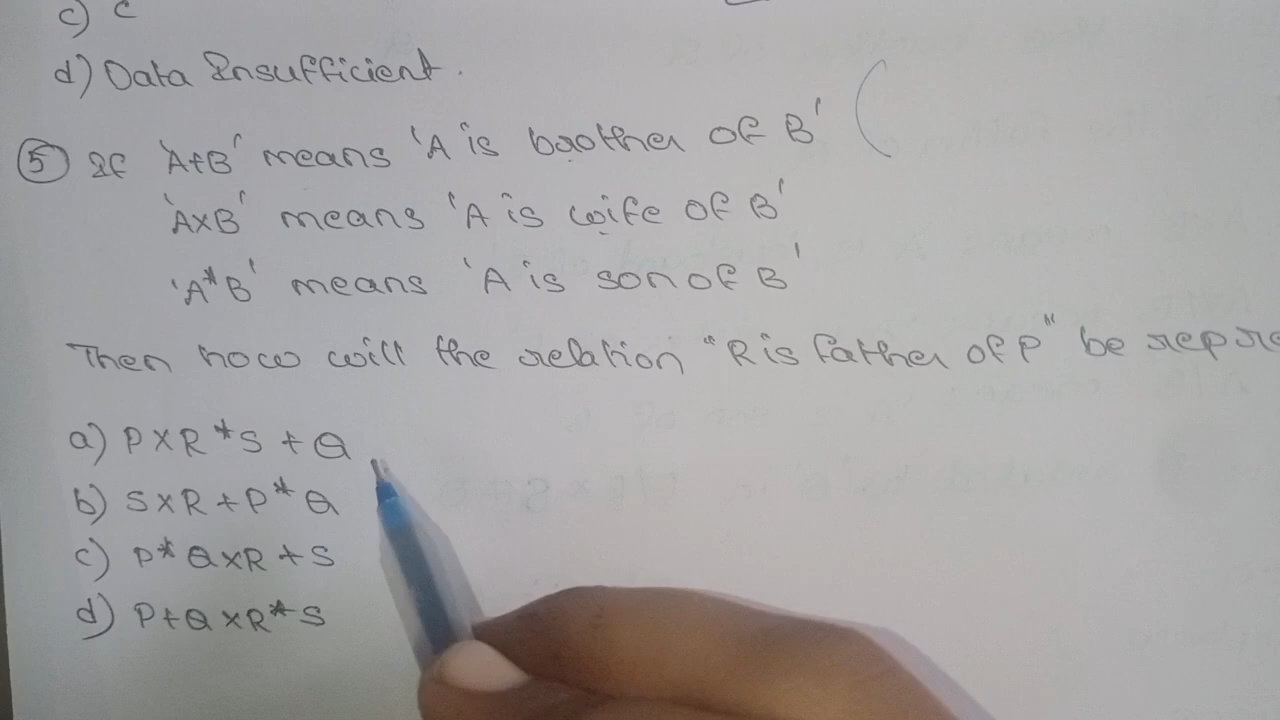 c) c
d) Data Insufficient.
⑤ If 'A+B' means 'A is brother of B' (
'A×B' means 'A is wife of B'
'A*B' means 'A is son of B'
Then how will the relation "R is father of P" be repre
a) P×R*S+Q
b) S×R+P*Q
c) P*Q×R+S
d) P+Q×R*S